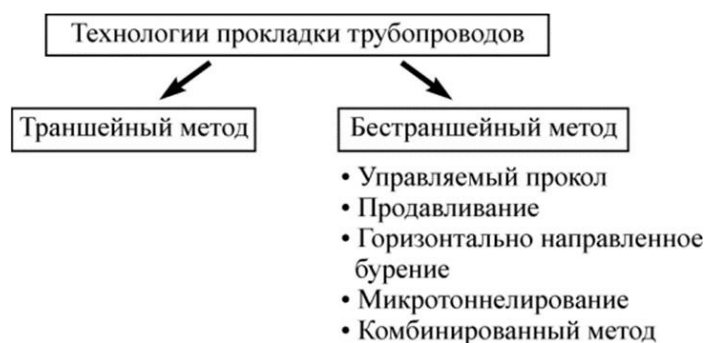 Технологии прокладки трубопроводов
Траншейный метод
Бестраншейный метод
• Управляемый прокол
• Продавливание
• Горизонтально направленное
бурение
• Микротоннелирование
• Комбинированный метод